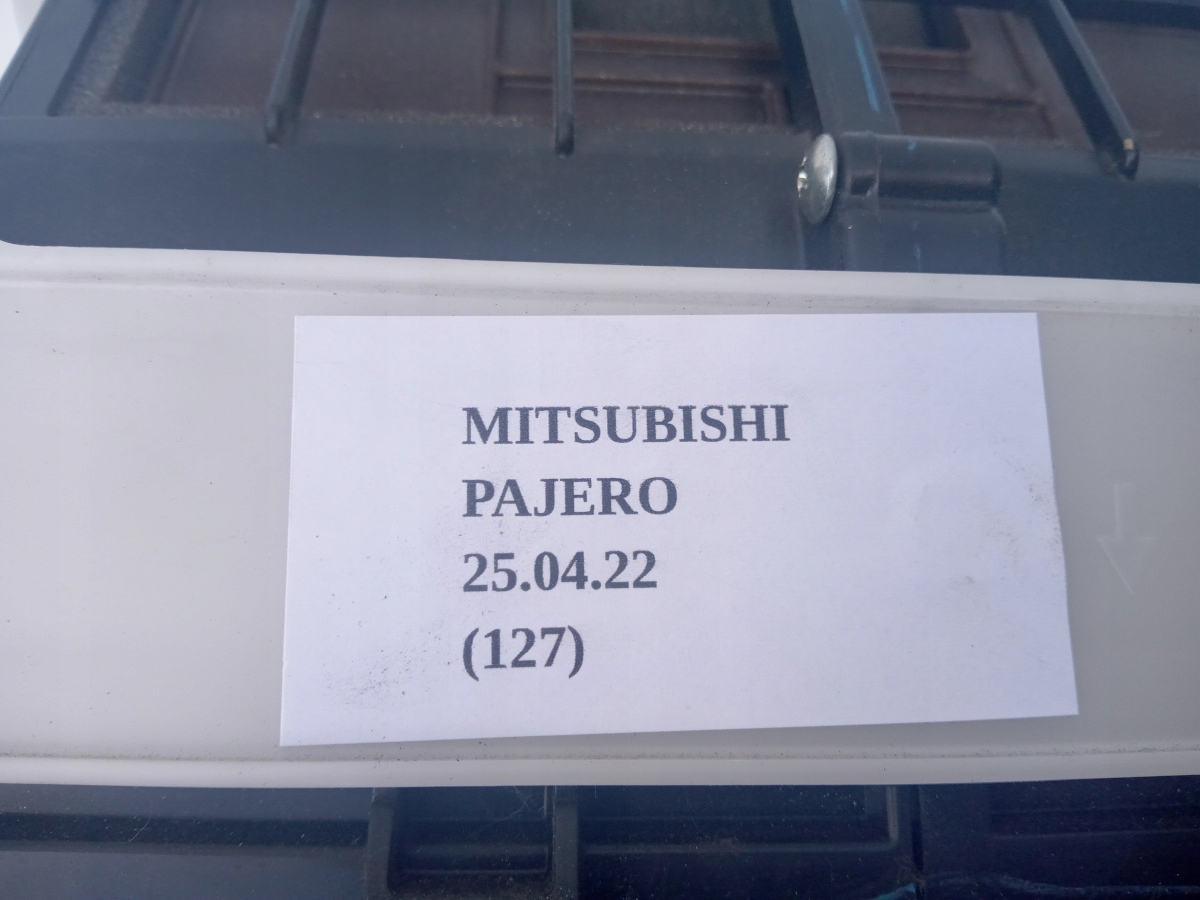 MITSUBISHI
PAJERO
25.04.22
(127)